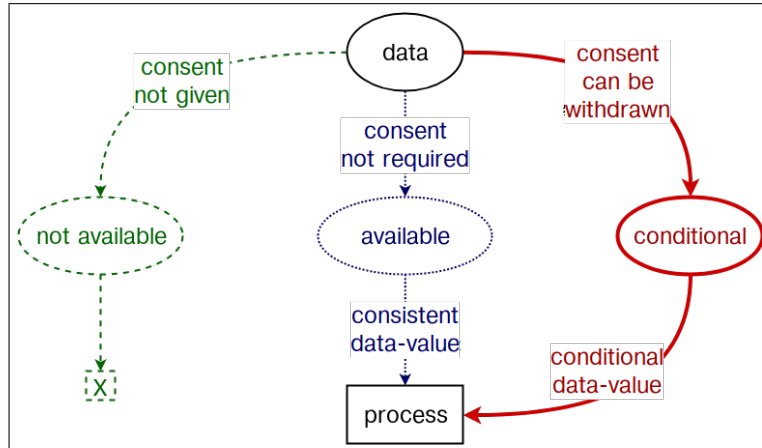 data
consent
not given
consent
not required
consent
can be
withdrawn
not available
available
conditional
consistent
data-value
conditional
data-value
X
process